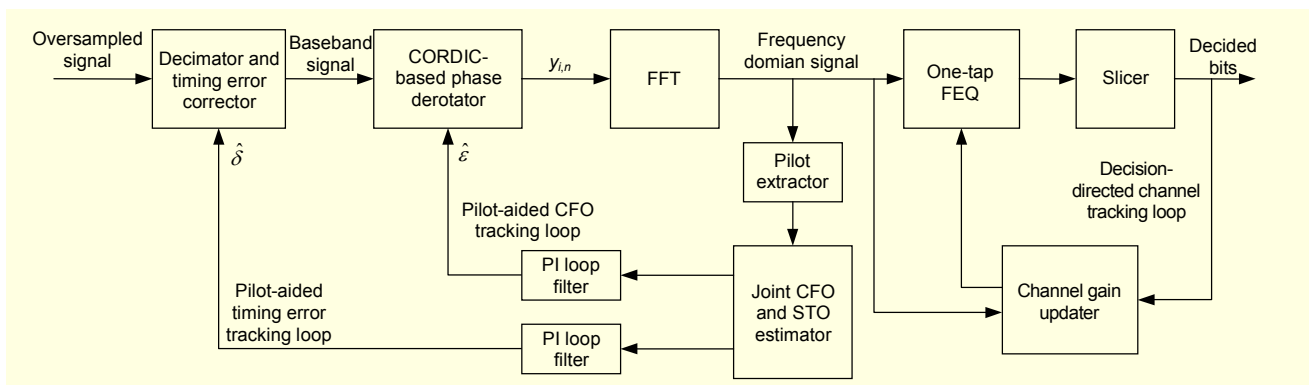 Oversampled
signal
Decimator and
timing error
corrector
Baseband
signal
CORDIC-
based phase
derotator
y_{i,n}
FFT
Frequency
domian signal
One-tap
FEQ
Slicer
Decided
bits
δ̂
ε̂
Pilot
extractor
Decision-
directed channel
tracking loop
Pilot-aided CFO
tracking loop
PI loop
filter
Joint CFO
and STO
estimator
Channel gain
updater
Pilot-aided
timing error
tracking loop
PI loop
filter